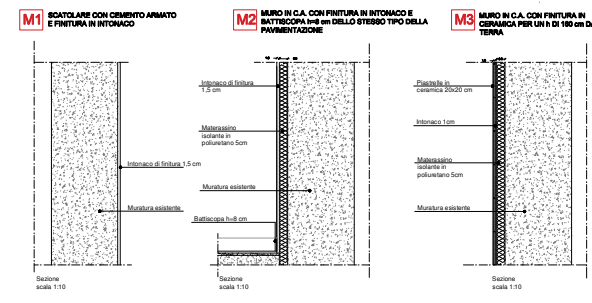 M1
SCATOLARE CON CEMENTO ARMATO
E FINITURA IN INTONACO
Intonaco di finitura 1,5 cm
Muratura esistente
Sezione
scala 1:10
M2
MURO IN C.A. CON FINITURA IN INTONACO E
BATTISCOPA h=8 cm DELLO STESSO TIPO DELLA
PAVIMENTAZIONE
Intonaco di finitura
1,5 cm
Materassino
isolante in
poliuretano 5cm
Muratura esistente
Battiscopa h=8 cm
Sezione
scala 1:10
M3
MURO IN C.A. CON FINITURA IN
CERAMICA PER UN h DI 180 cm DA
TERRA
Piastrelle in
ceramica 20x20 cm
Intonaco 1cm
Materassino
isolante in
poliuretano 5cm
Muratura esistente
Sezione
scala 1:10